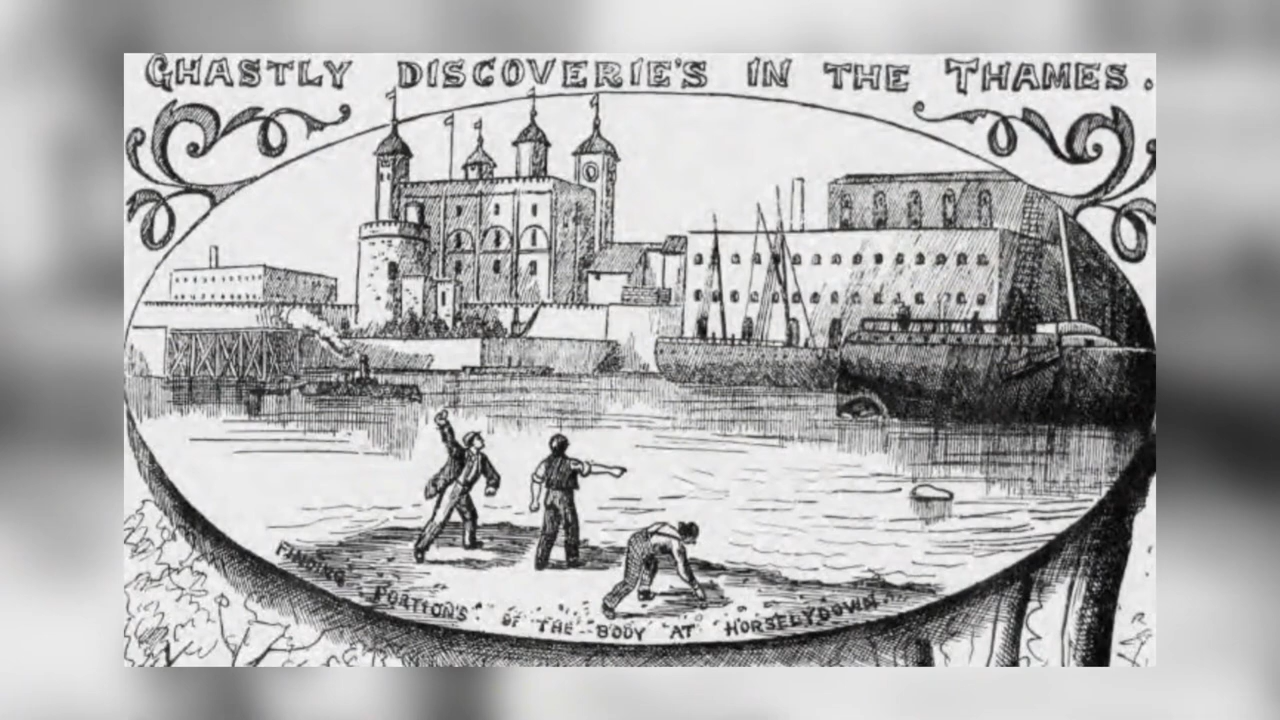 GHASTLY DISCOVERIE'S IN THE THAMES.
FINDING PORTION'S OF THE BODY AT HORSELYDOWN